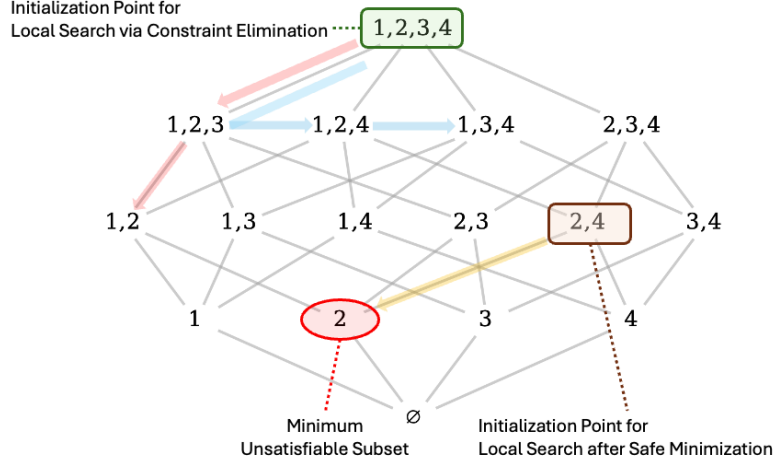 Initialization Point for
Local Search via Constraint Elimination
1,2,3,4
1,2,3
1,2,4
1,3,4
2,3,4
1,2
1,3
1,4
2,3
2,4
3,4
1
2
3
4
∅
Minimum
Unsatisfiable Subset
Initialization Point for
Local Search after Safe Minimization